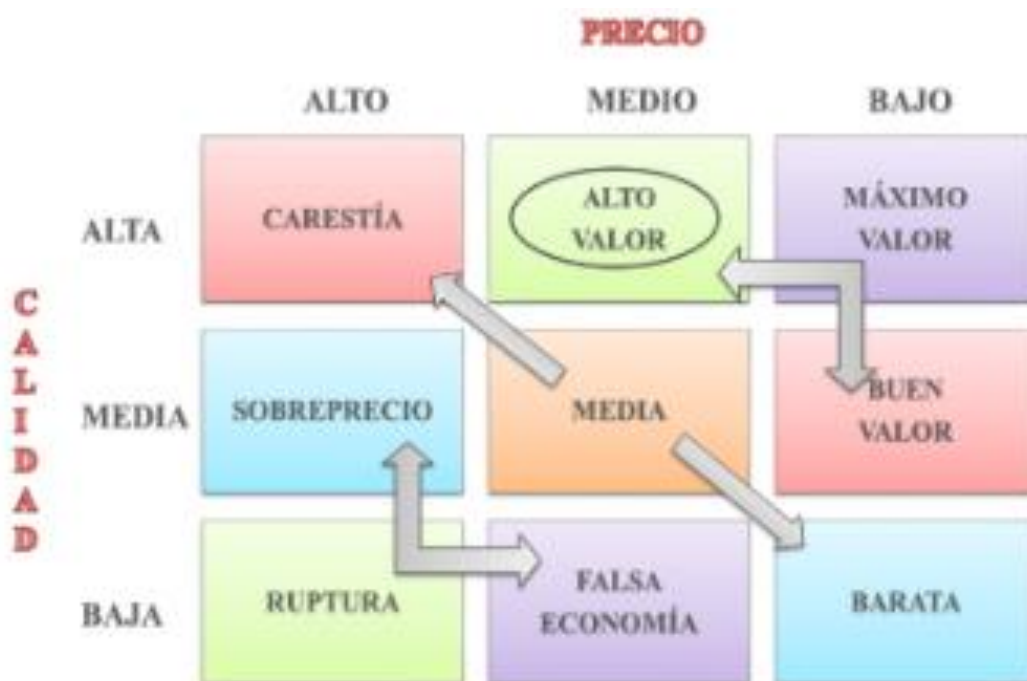 PRECIO
ALTO MEDIO BAJO
ALTA
CARESTÍA
ALTO
VALOR
MÁXIMO
VALOR
CALIDAD
MEDIA
SOBREPRECIO
MEDIA
BUEN
VALOR
BAJA
RUPTURA
FALSA
ECONOMÍA
BARATA